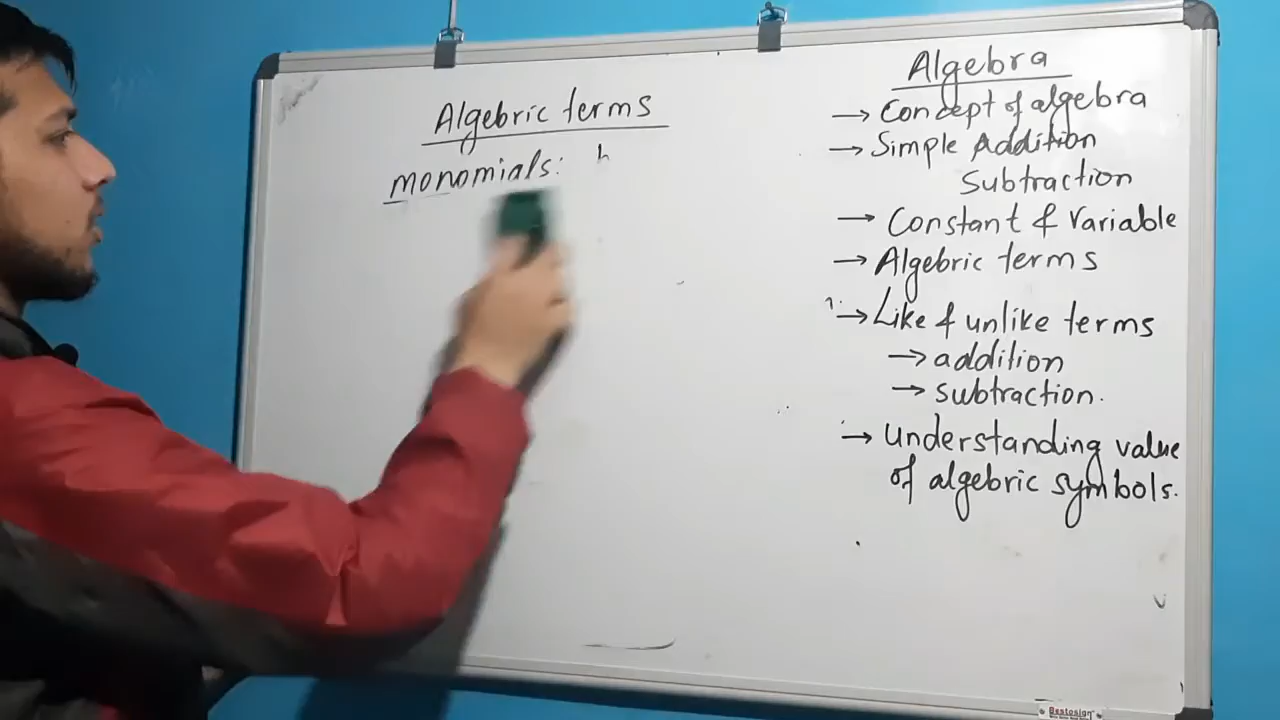 Algebric terms
monomials:
Algebra
→ Concept of algebra
→ Simple Addition
Subtraction
→ Constant & Variable
→ Algebric terms
→ Like & unlike terms
→ addition
→ subtraction.
→ Understanding value
of algebric symbols.